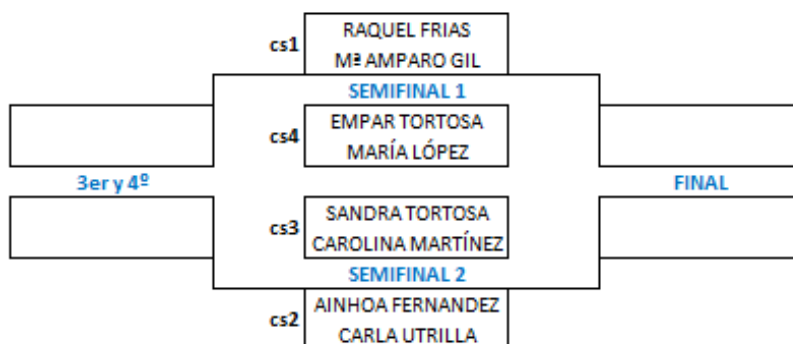 cs1
RAQUEL FRIAS
Mª AMPARO GIL
SEMIFINAL 1
cs4
EMPAR TORTOSA
MARÍA LÓPEZ
3er y 4º
FINAL
cs3
SANDRA TORTOSA
CAROLINA MARTÍNEZ
SEMIFINAL 2
cs2
AINHOA FERNANDEZ
CARLA UTRILLA